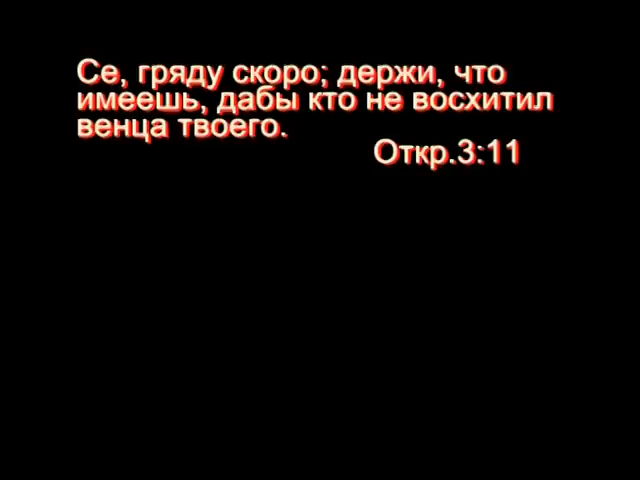 Се, гряду скоро; держи, что
имеешь, дабы кто не восхитил
венца твоего.
Откр.3:11